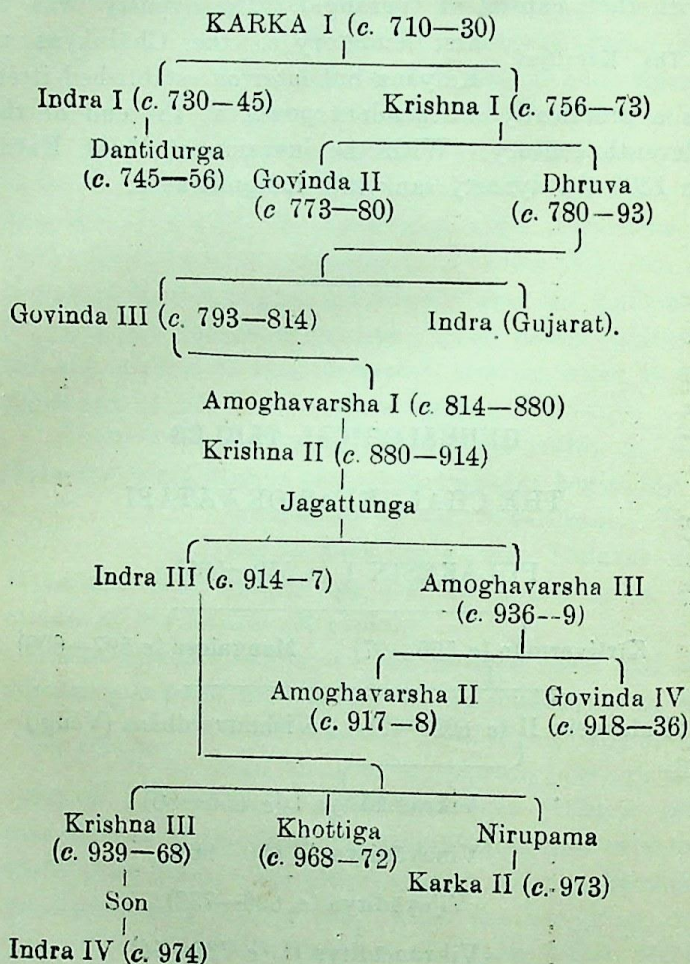 KARKA I (c. 710—30)
Indra I (c. 730—45) Krishna I (c. 756—73)
Dantidurga Govinda II Dhruva
(c. 745—56) (c 773—80) (c. 780—93)
Govinda III (c. 793—814) Indra (Gujarat).
Amoghavarsha I (c. 814—880)
Krishna II (c. 880—914)
Jagattunga
Indra III (c. 914—7) Amoghavarsha III
(c. 936--9)
Amoghavarsha II Govinda IV
(c. 917—8) (c. 918—36)
Krishna III Khottiga Nirupama
(c. 939—68) (c. 968—72)
Karka II (c. 973)
Son
Indra IV (c. 974)